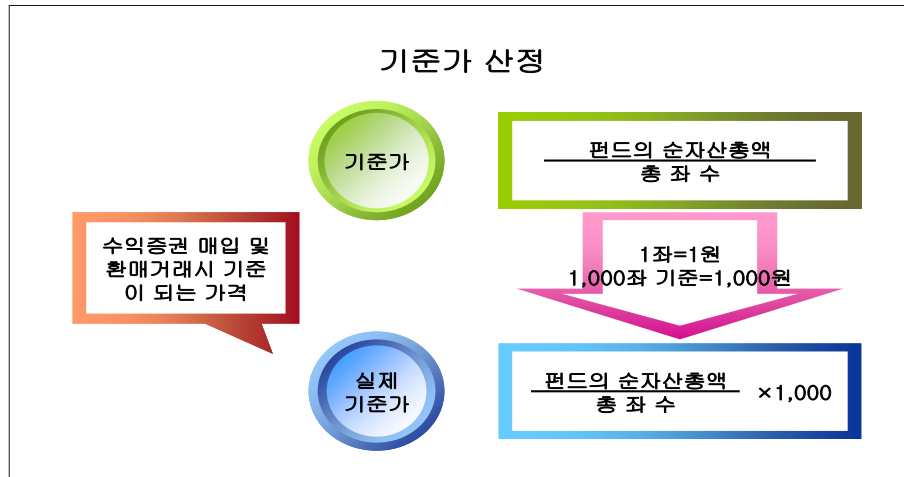 기준가 산정
기준가
펀드의 순자산총액
총 좌 수
수익증권 매입 및
환매거래시 기준
이 되는 가격
1좌=1원
1,000좌 기준=1,000원
실제
기준가
펀드의 순자산총액
총 좌 수
×1,000